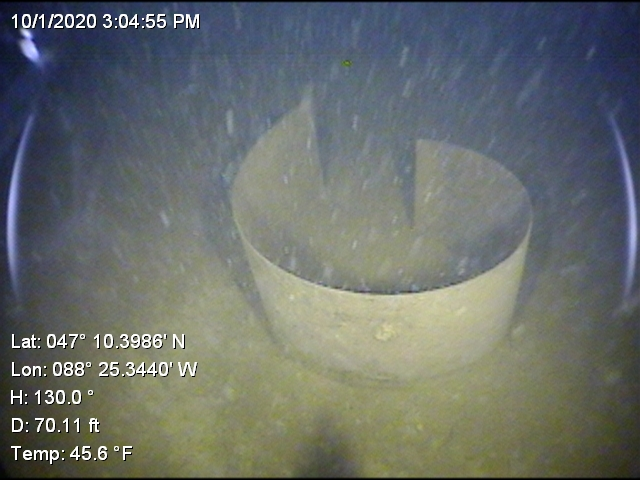 10/1/2020 3:04:55 PM
Lat: 047° 10.3986' N
Lon: 088° 25.3440' W
H: 130.0 °
D: 70.11 ft
Temp: 45.6 °F